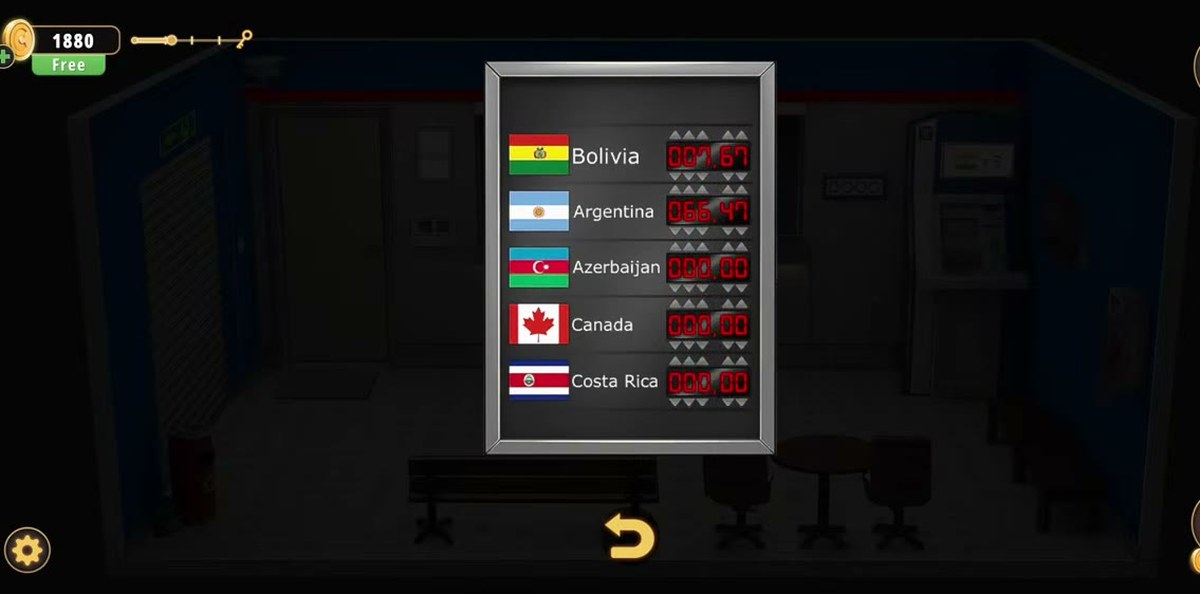 1880
Free
Bolivia 007.67
Argentina 066.47
Azerbaijan 000.00
Canada 000.00
Costa Rica 000.00